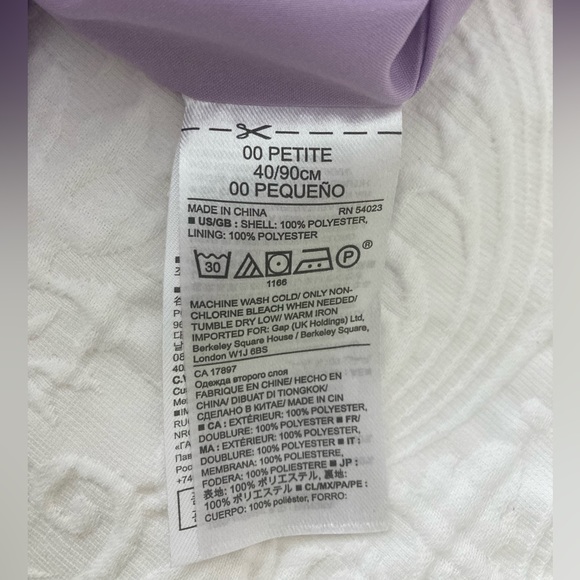 00 PETITE
40/90CM
00 PEQUEÑO
MADE IN CHINA RN 54023
■ US/GB : SHELL: 100% POLYESTER,
LINING: 100% POLYESTER
30
1166
P®
MACHINE WASH COLD/ ONLY NON-
CHLORINE BLEACH WHEN NEEDED/
TUMBLE DRY LOW/ WARM IRON
IMPORTED FOR: Gap (UK Holdings) Ltd,
Berkeley Square House / Berkeley Square,
London W1J 6BS
CA 17897
Одежда второго слоя
FABRIQUE EN CHINE/ HECHO EN
CHINA/ DIBUAT DI TIONGKOK/
СДЕЛАНО В КИТАЕ/ MADE IN CIN
■ CA : EXTÉRIEUR: 100% POLYESTER,
DOUBLURE: 100% POLYESTER ■ FR/
MA : EXTÉRIEUR: 100% POLYESTER,
DOUBLURE: 100% POLYESTER ■ IT :
MEMBRANA: 100% POLIESTERE,
FODERA: 100% POLIESTERE ■ JP :
表地: 100% ポリエステル, 裏地:
100% ポリエステル ■ CL/MX/PA/PE :
CUERPO: 100% poliéster, FORRO: